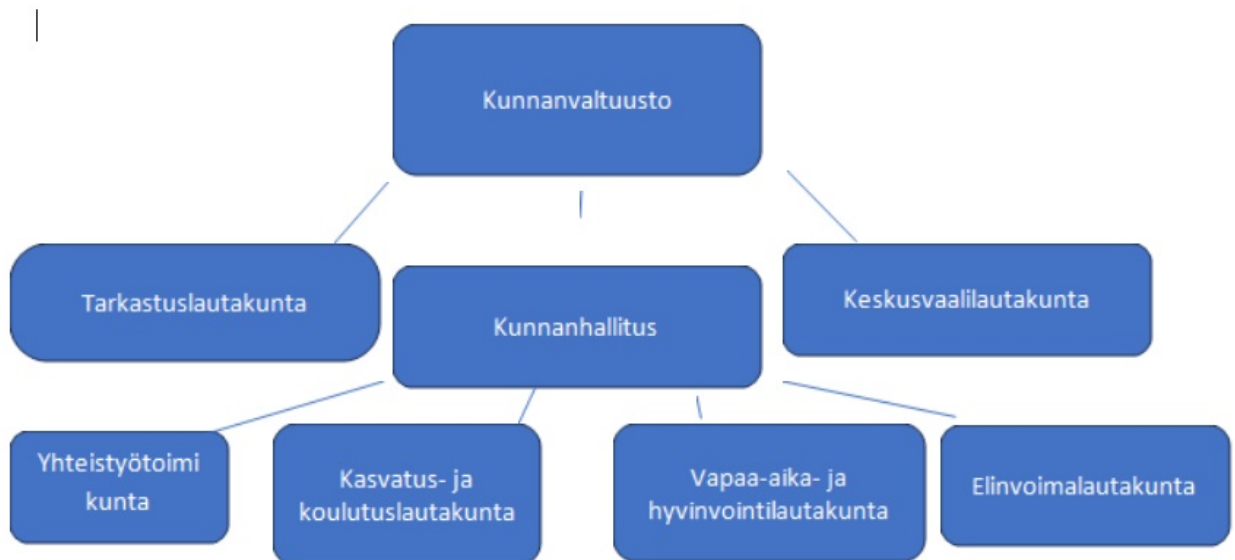 Kunnanvaltuusto
Tarkastuslautakunta
Kunnanhallitus
Keskusvaalilautakunta
Yhteistyötoimi
kunta
Kasvatus- ja
koulutuslautakunta
Vapaa-aika- ja
hyvinvointilautakunta
Elinvoimalautakunta